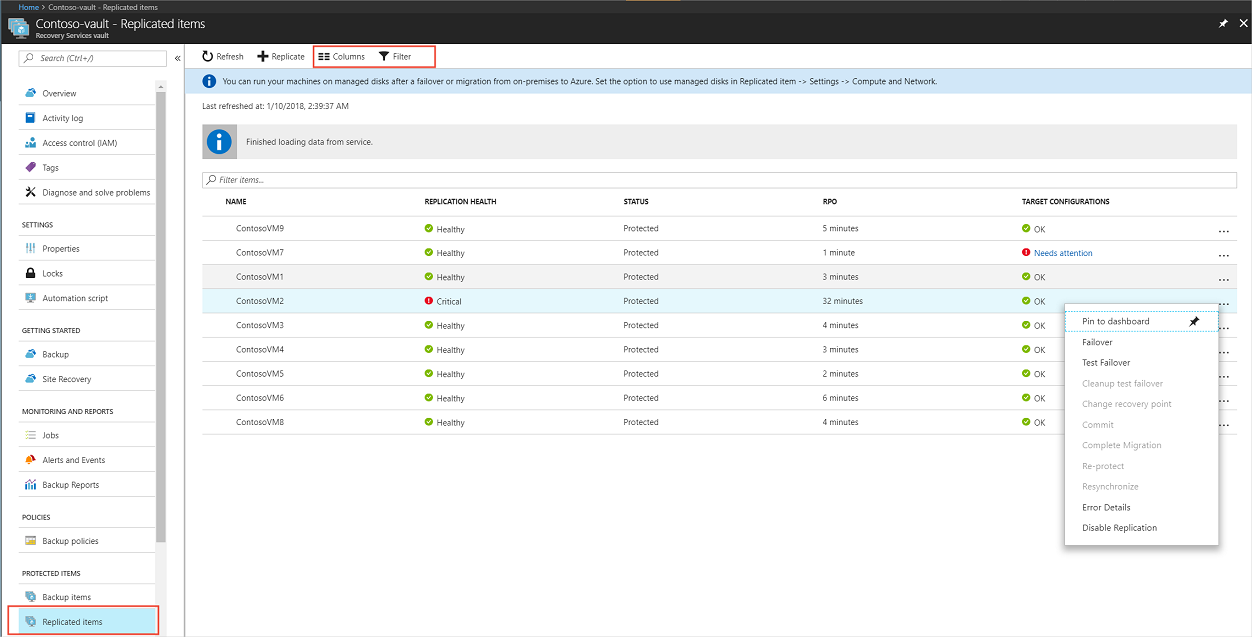 Home > Contoso-vault - Replicated items
Contoso-vault - Replicated items
Recovery Services vault
Search (Ctrl+/)
«
Overview
Activity log
Access control (IAM)
Tags
Diagnose and solve problems
SETTINGS
Properties
Locks
Automation script
GETTING STARTED
Backup
Site Recovery
MONITORING AND REPORTS
Jobs
Alerts and Events
Backup Reports
POLICIES
Backup policies
PROTECTED ITEMS
Backup items
Replicated items
Refresh Replicate Columns Filter
You can run your machines on managed disks after a failover or migration from on-premises to Azure. Set the option to use managed disks in Replicated item -> Settings -> Compute and Network.
Last refreshed at: 1/10/2018, 2:39:37 AM
Finished loading data from service.
Filter items...
NAME REPLICATION HEALTH STATUS RPO TARGET CONFIGURATIONS
ContosoVM9 Healthy Protected 5 minutes OK ...
ContosoVM7 Healthy Protected 1 minute Needs attention ...
ContosoVM1 Healthy Protected 3 minutes OK ...
ContosoVM2 Critical Protected 32 minutes OK ...
ContosoVM3 Healthy Protected 4 minutes OK ...
ContosoVM4 Healthy Protected 3 minutes OK ...
ContosoVM5 Healthy Protected 2 minutes OK ...
ContosoVM6 Healthy Protected 6 minutes OK ...
ContosoVM8 Healthy Protected 4 minutes OK ...
Pin to dashboard
Failover
Test Failover
Cleanup test failover
Change recovery point
Commit
Complete Migration
Re-protect
Resynchronize
Error Details
Disable Replication